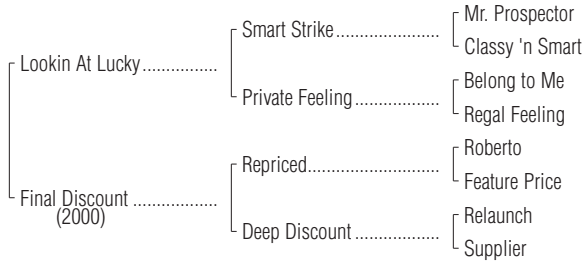 Mr. Prospector
Smart Strike....................
Classy 'n Smart
Lookin At Lucky...............
Belong to Me
Private Feeling.................
Regal Feeling
Roberto
Repriced..........................
Feature Price
Final Discount .................
(2000)
Relaunch
Deep Discount .................
Supplier